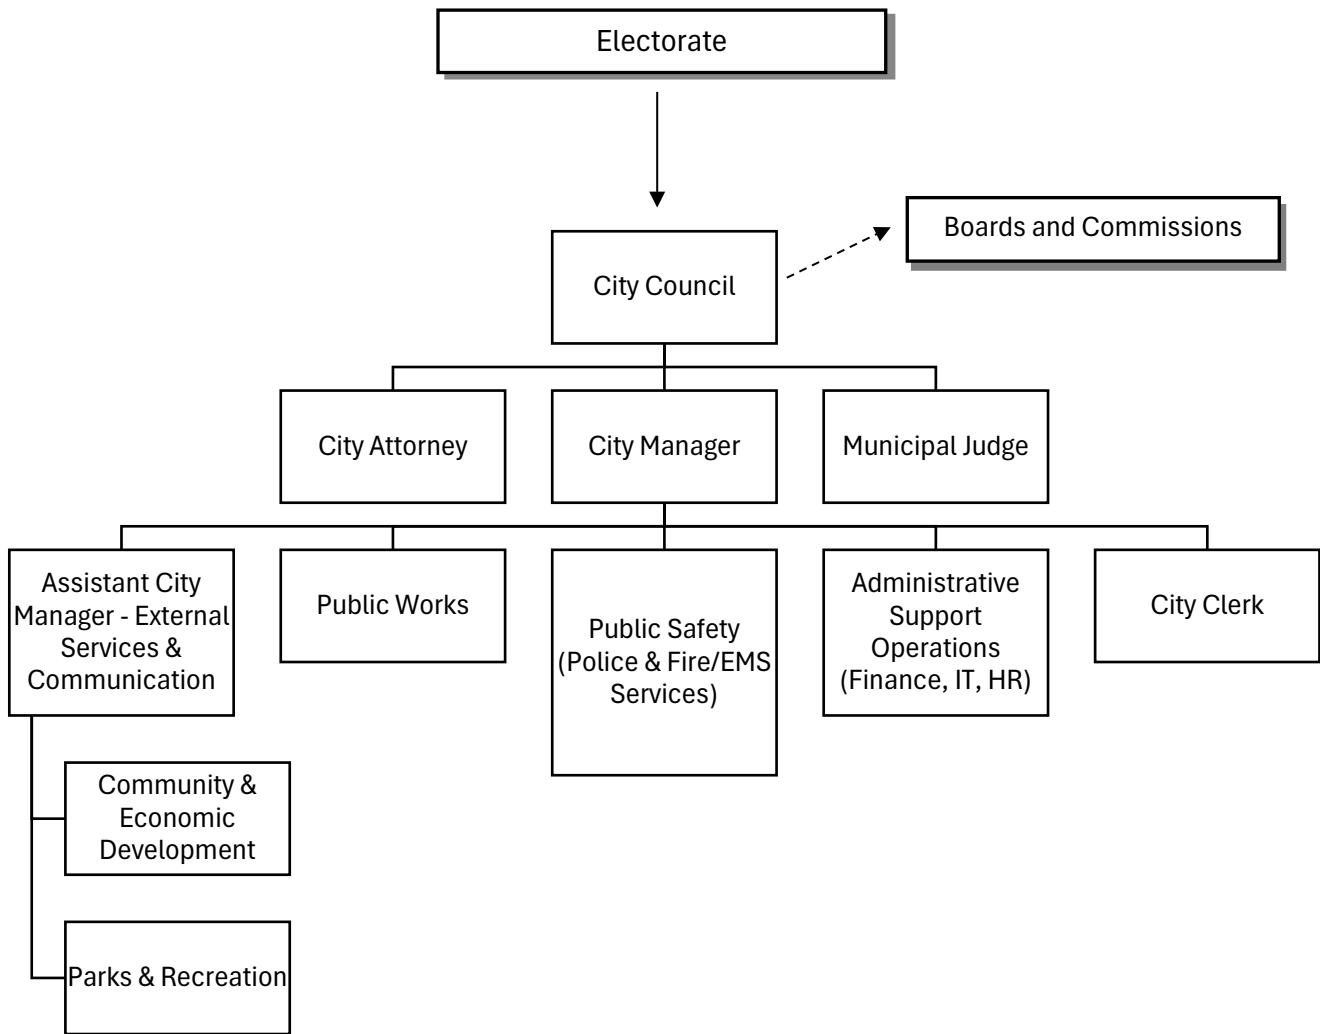 Electorate
Boards and Commissions
City Council
City Attorney
City Manager
Municipal Judge
Assistant City
Manager - External
Services &
Communication
Public Works
Public Safety
(Police & Fire/EMS
Services)
Administrative
Support
Operations
(Finance, IT, HR)
City Clerk
Community &
Economic
Development
Parks & Recreation